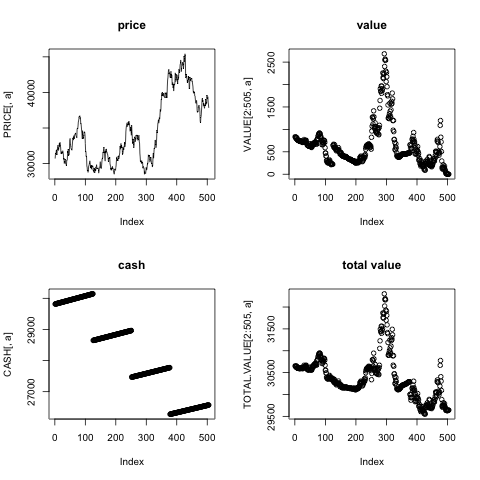 price
PRICE[, a]
30000 40000
0 100 200 300 400 500
Index
value
VALUE[2:505, a]
0 500 1500 2500
0 100 200 300 400 500
Index
cash
CASH[, a]
27000 29000
0 100 200 300 400 500
Index
total value
TOTAL.VALUE[2:505, a]
29500 30500 31500
0 100 200 300 400 500
Index